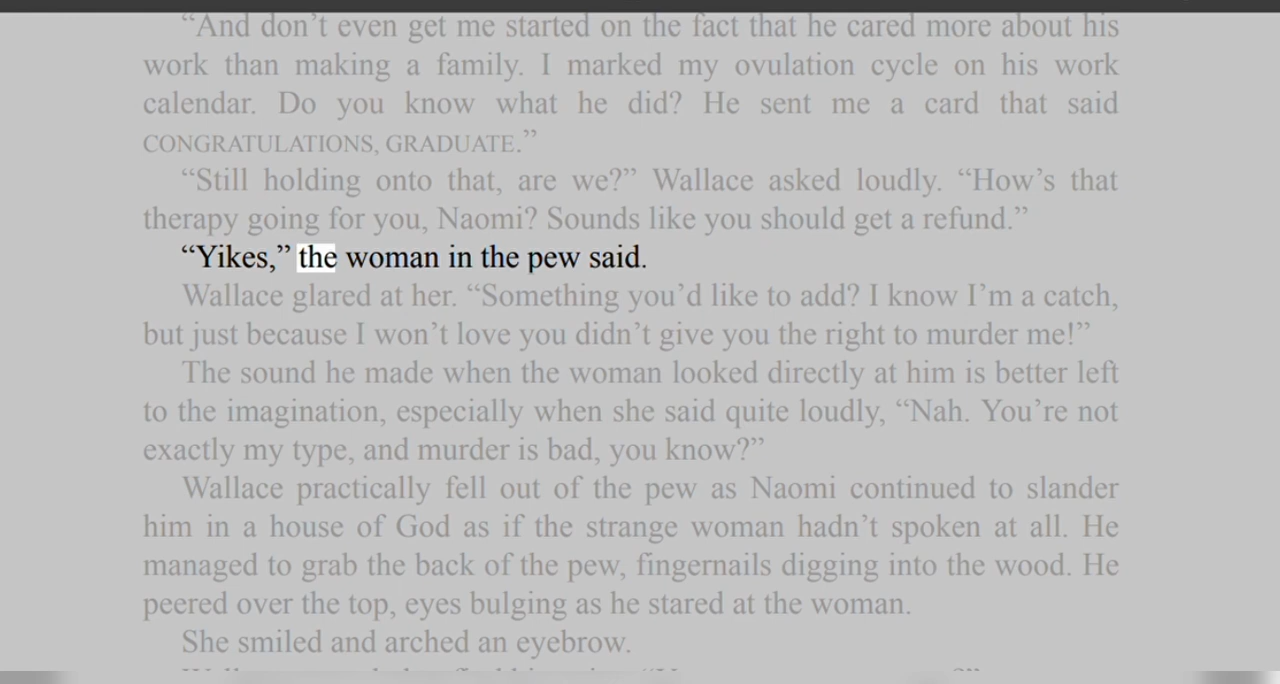 “And don’t even get me started on the fact that he cared more about his
work than making a family. I marked my ovulation cycle on his work
calendar. Do you know what he did? He sent me a card that said
CONGRATULATIONS, GRADUATE.”
“Still holding onto that, are we?” Wallace asked loudly. “How’s that
therapy going for you, Naomi? Sounds like you should get a refund.”
“Yikes,” the woman in the pew said.
Wallace glared at her. “Something you’d like to add? I know I’m a catch,
but just because I won’t love you didn’t give you the right to murder me!”
The sound he made when the woman looked directly at him is better left
to the imagination, especially when she said quite loudly, “Nah. You’re not
exactly my type, and murder is bad, you know?”
Wallace practically fell out of the pew as Naomi continued to slander
him in a house of God as if the strange woman hadn’t spoken at all. He
managed to grab the back of the pew, fingernails digging into the wood. He
peered over the top, eyes bulging as he stared at the woman.
She smiled and arched an eyebrow.